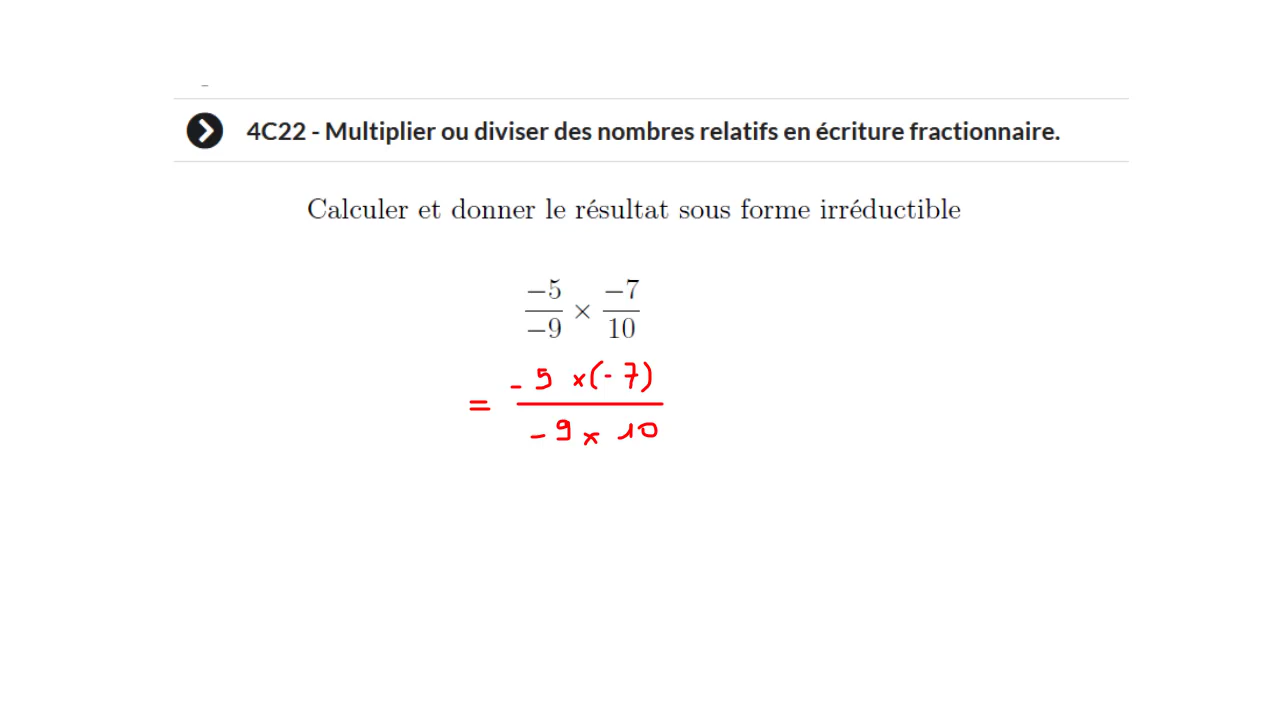 4C22 - Multiplier ou diviser des nombres relatifs en écriture fractionnaire.
Calculer et donner le résultat sous forme irréductible
−5/−9 × −7/10
= - 5 ×(- 7)
- 9 × 10